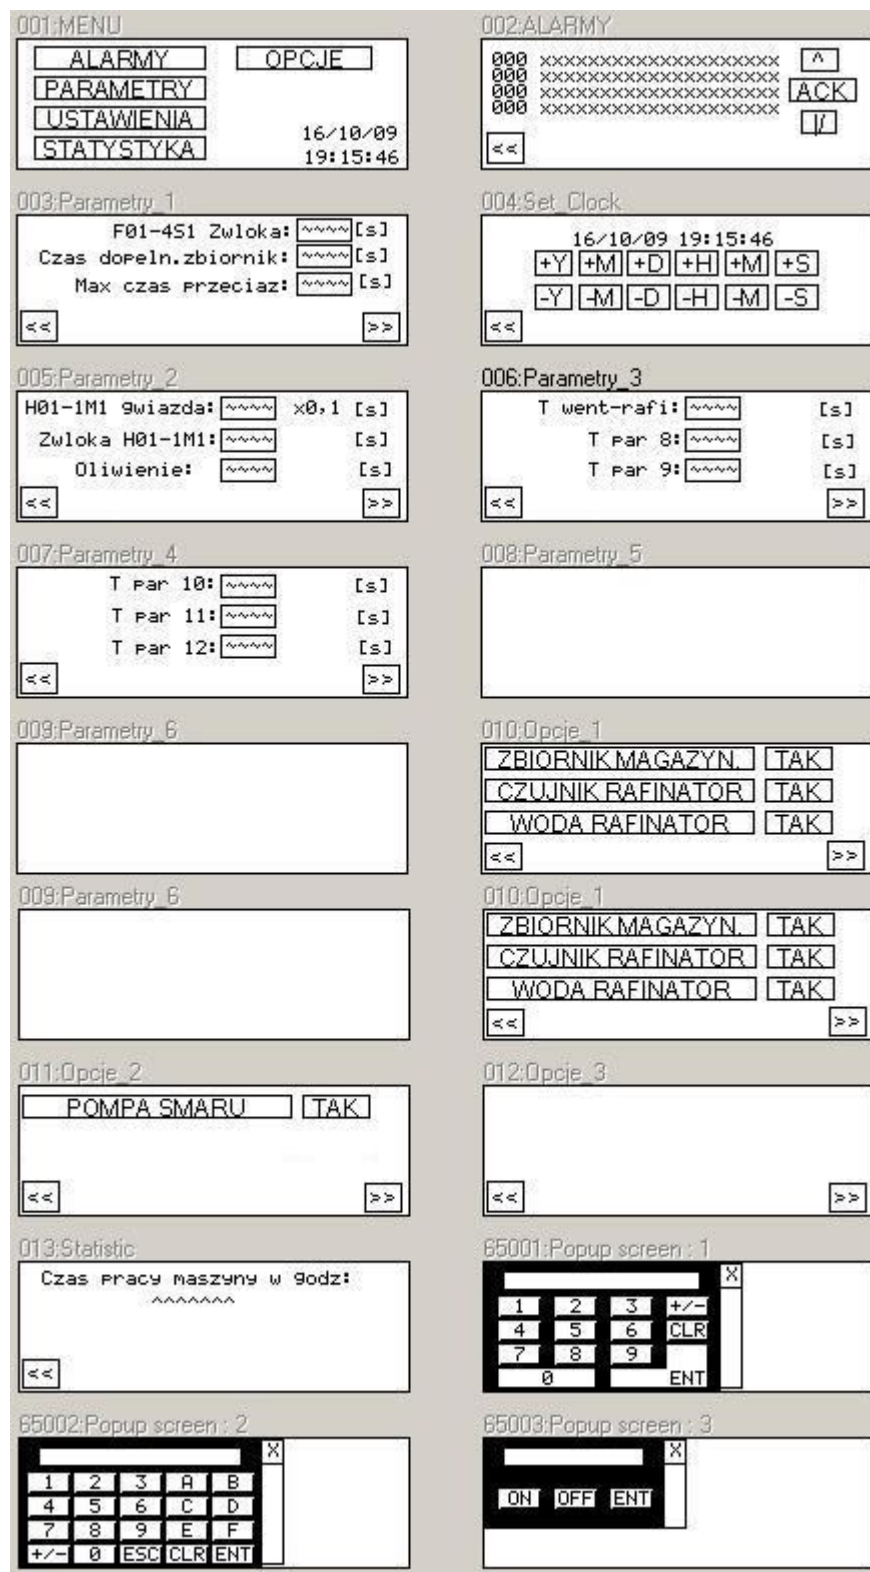 001:MENU
ALARMY OPCJE
PARAMETRY
USTAWIENIA
STATYSTYKA
16/10/09
19:15:46
002:ALARMY
000 xxxxxxxxxxxxxxxxxxxx ^
000 xxxxxxxxxxxxxxxxxxxx
000 xxxxxxxxxxxxxxxxxxxx ACK
000 xxxxxxxxxxxxxxxxxxxx
|/
<<
003:Parametry_1
F01-4S1 Zwloka: ~~~~ [s]
Czas dopeln.zbiornik: ~~~~ [s]
Max czas przeciaz: ~~~~ [s]
<< >>
004:Set_Clock
16/10/09 19:15:46
+Y +M +D +H +M +S
-Y -M -D -H -M -S
<<
005:Parametry_2
H01-1M1 gwiazda: ~~~~ x0,1 [s]
Zwloka H01-1M1: ~~~~ [s]
Oliwienie: ~~~~ [s]
<< >>
006:Parametry_3
T went-rafi: ~~~~ [s]
T par 8: ~~~~ [s]
T par 9: ~~~~ [s]
<< >>
007:Parametry_4
T par 10: ~~~~ [s]
T par 11: ~~~~ [s]
T par 12: ~~~~ [s]
<< >>
008:Parametry_5
009:Parametry_6
010:Opcje_1
ZBIORNIK MAGAZYN. TAK
CZUJNIK RAFINATOR TAK
WODA RAFINATOR TAK
<< >>
009:Parametry_6
010:Opcje_1
ZBIORNIK MAGAZYN. TAK
CZUJNIK RAFINATOR TAK
WODA RAFINATOR TAK
<< >>
011:Opcje_2
POMPA SMARU TAK
<< >>
012:Opcje_3
<< >>
013:Statistic
Czas pracy maszyny w godz:
^^^^^^^
<<
65001:Popup screen : 1
X
1 2 3 +/-
4 5 6 CLR
7 8 9
0 ENT
65002:Popup screen : 2
X
1 2 3 A B
4 5 6 C D
7 8 9 E F
+/- 0 ESC CLR ENT
65003:Popup screen : 3
X
ON OFF ENT